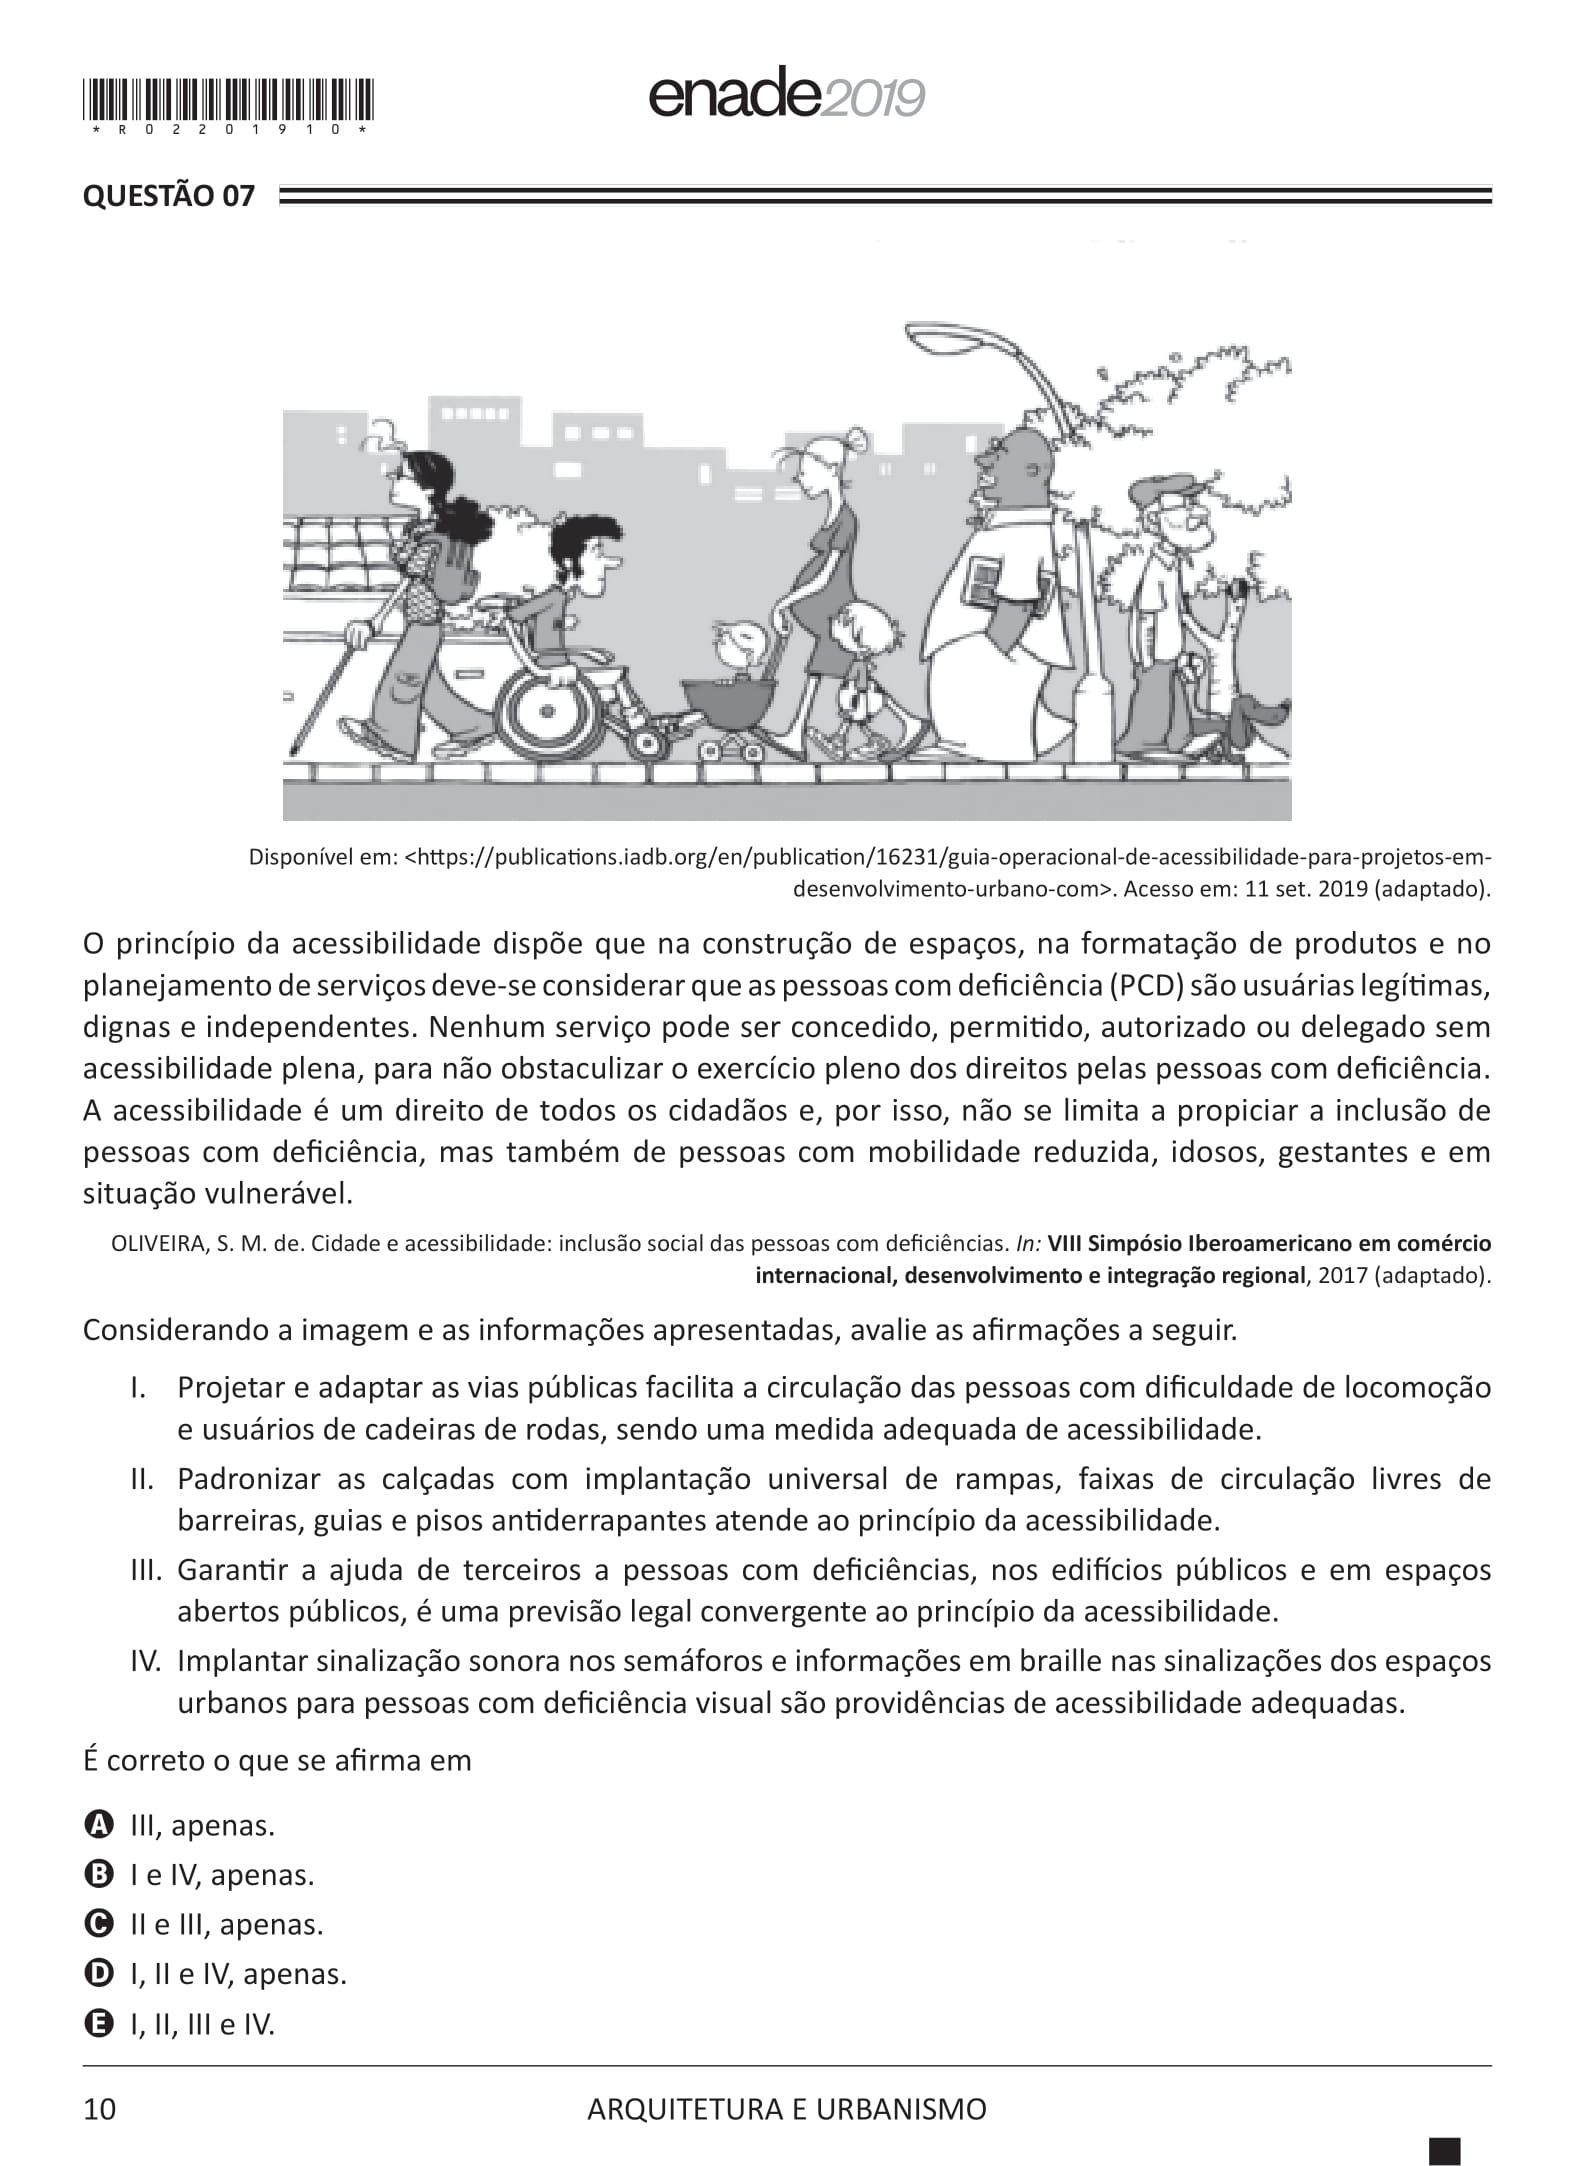 *R02201910*
enade2019
QUESTÃO 07
Disponível em: <https://publications.iadb.org/en/publication/16231/guia-operacional-de-acessibilidade-para-projetos-em-
desenvolvimento-urbano-com>. Acesso em: 11 set. 2019 (adaptado).
O princípio da acessibilidade dispõe que na construção de espaços, na formatação de produtos e no
planejamento de serviços deve-se considerar que as pessoas com deficiência (PCD) são usuárias legítimas,
dignas e independentes. Nenhum serviço pode ser concedido, permitido, autorizado ou delegado sem
acessibilidade plena, para não obstaculizar o exercício pleno dos direitos pelas pessoas com deficiência.
A acessibilidade é um direito de todos os cidadãos e, por isso, não se limita a propiciar a inclusão de
pessoas com deficiência, mas também de pessoas com mobilidade reduzida, idosos, gestantes e em
situação vulnerável.
OLIVEIRA, S. M. de. Cidade e acessibilidade: inclusão social das pessoas com deficiências. In: VIII Simpósio Iberoamericano em comércio
internacional, desenvolvimento e integração regional, 2017 (adaptado).
Considerando a imagem e as informações apresentadas, avalie as afirmações a seguir.
I. Projetar e adaptar as vias públicas facilita a circulação das pessoas com dificuldade de locomoção
e usuários de cadeiras de rodas, sendo uma medida adequada de acessibilidade.
II. Padronizar as calçadas com implantação universal de rampas, faixas de circulação livres de
barreiras, guias e pisos antiderrapantes atende ao princípio da acessibilidade.
III. Garantir a ajuda de terceiros a pessoas com deficiências, nos edifícios públicos e em espaços
abertos públicos, é uma previsão legal convergente ao princípio da acessibilidade.
IV. Implantar sinalização sonora nos semáforos e informações em braille nas sinalizações dos espaços
urbanos para pessoas com deficiência visual são providências de acessibilidade adequadas.
É correto o que se afirma em
A III, apenas.
B I e IV, apenas.
C II e III, apenas.
D I, II e IV, apenas.
E I, II, III e IV.
10
ARQUITETURA E URBANISMO